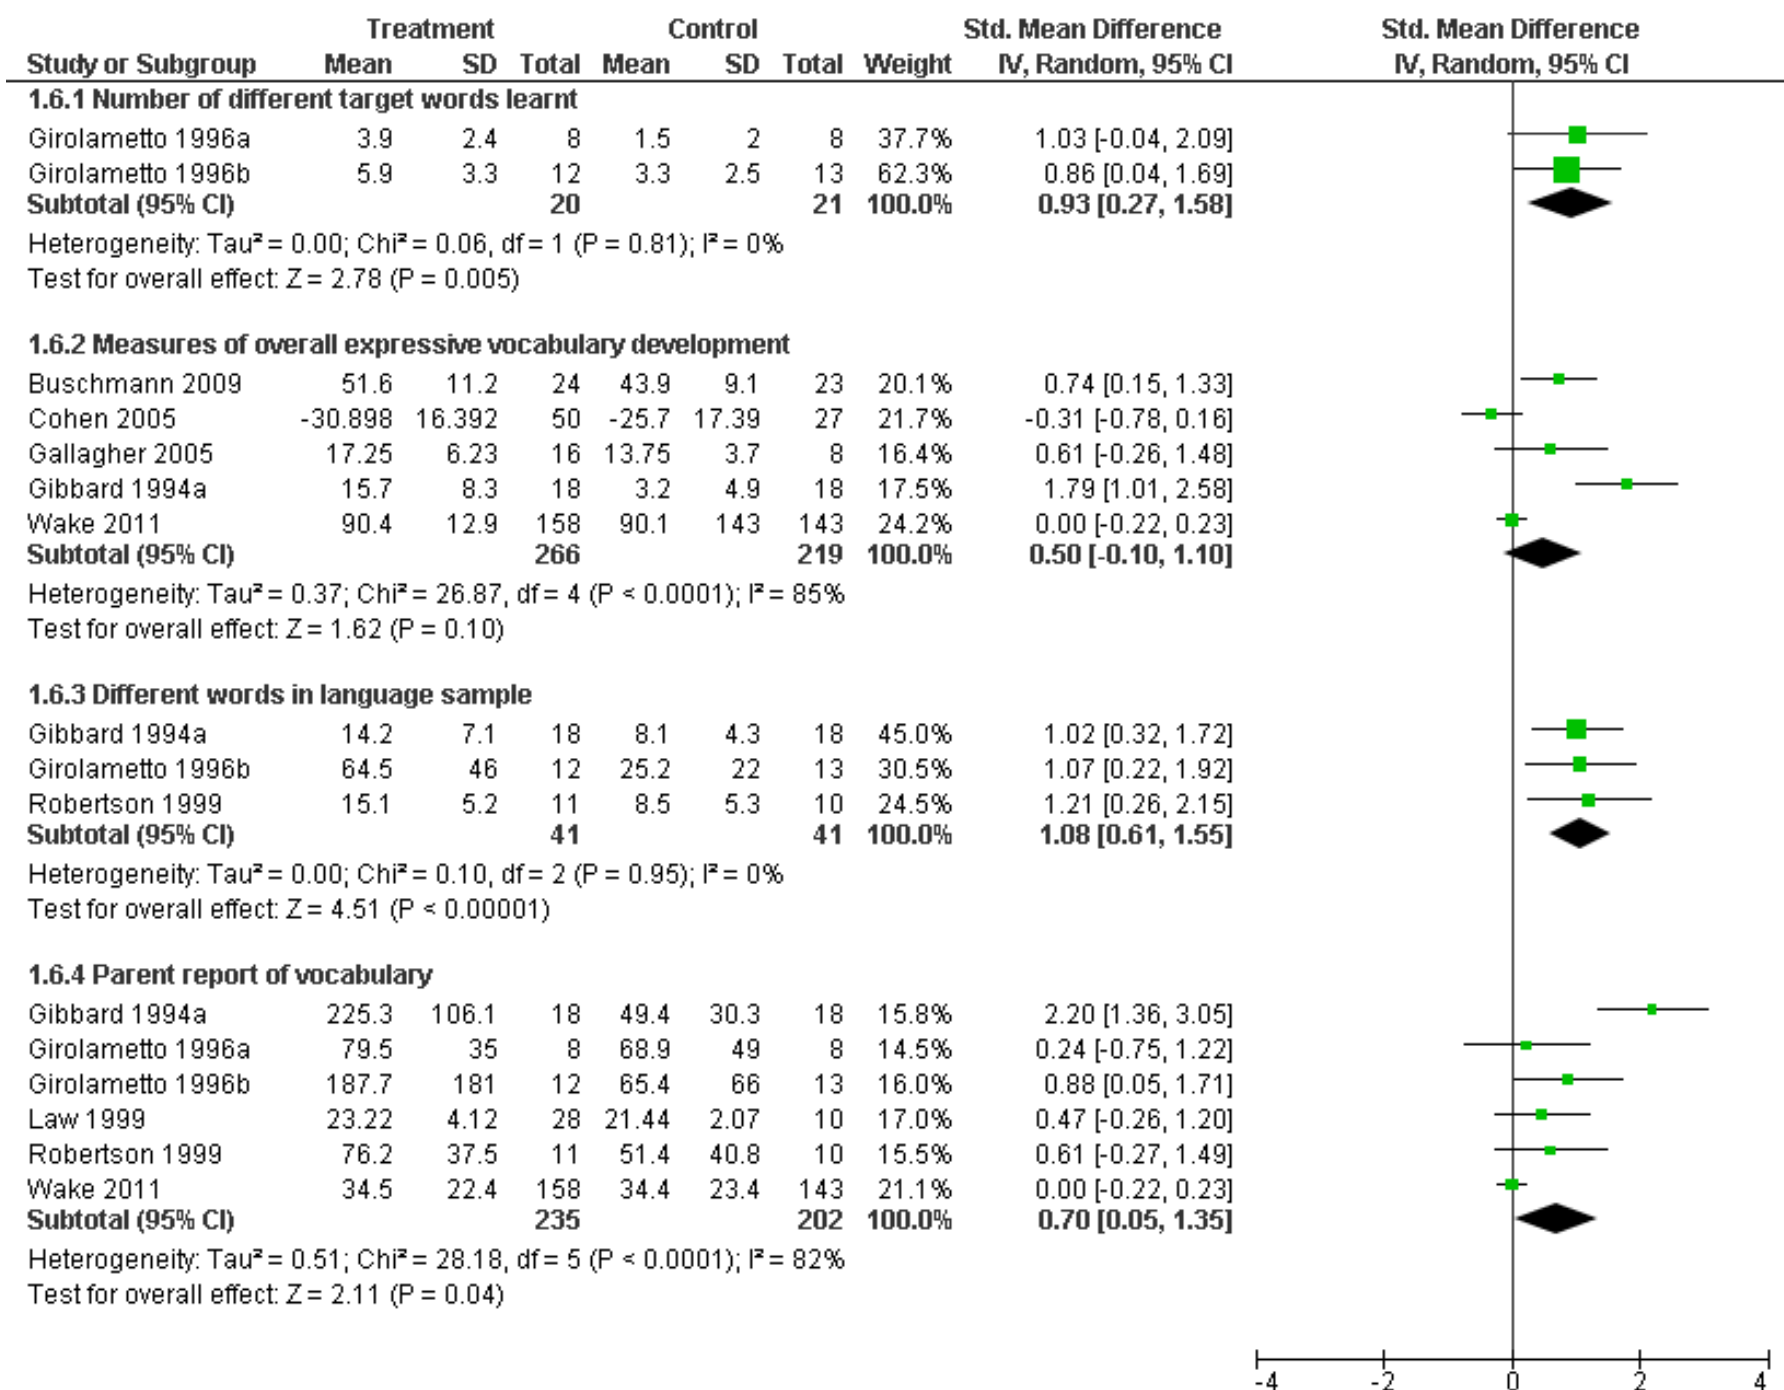 Treatment Control Std. Mean Difference Std. Mean Difference
Study or Subgroup Mean SD Total Mean SD Total Weight IV, Random, 95% CI IV, Random, 95% CI
1.6.1 Number of different target words learnt
Girolametto 1996a 3.9 2.4 8 1.5 2 8 37.7% 1.03 [-0.04, 2.09]
Girolametto 1996b 5.9 3.3 12 3.3 2.5 13 62.3% 0.86 [0.04, 1.69]
Subtotal (95% CI) 20 21 100.0% 0.93 [0.27, 1.58]
Heterogeneity: Tau² = 0.00; Chi² = 0.06, df = 1 (P = 0.81); I² = 0%
Test for overall effect: Z = 2.78 (P = 0.005)
1.6.2 Measures of overall expressive vocabulary development
Buschmann 2009 51.6 11.2 24 43.9 9.1 23 20.1% 0.74 [0.15, 1.33]
Cohen 2005 -30.898 16.392 50 -25.7 17.39 27 21.7% -0.31 [-0.78, 0.16]
Gallagher 2005 17.25 6.23 16 13.75 3.7 8 16.4% 0.61 [-0.26, 1.48]
Gibbard 1994a 15.7 8.3 18 3.2 4.9 18 17.5% 1.79 [1.01, 2.58]
Wake 2011 90.4 12.9 158 90.1 143 143 24.2% 0.00 [-0.22, 0.23]
Subtotal (95% CI) 266 219 100.0% 0.50 [-0.10, 1.10]
Heterogeneity: Tau² = 0.37; Chi² = 26.87, df = 4 (P < 0.0001); I² = 85%
Test for overall effect: Z = 1.62 (P = 0.10)
1.6.3 Different words in language sample
Gibbard 1994a 14.2 7.1 18 8.1 4.3 18 45.0% 1.02 [0.32, 1.72]
Girolametto 1996b 64.5 46 12 25.2 22 13 30.5% 1.07 [0.22, 1.92]
Robertson 1999 15.1 5.2 11 8.5 5.3 10 24.5% 1.21 [0.26, 2.15]
Subtotal (95% CI) 41 41 100.0% 1.08 [0.61, 1.55]
Heterogeneity: Tau² = 0.00; Chi² = 0.10, df = 2 (P = 0.95); I² = 0%
Test for overall effect: Z = 4.51 (P < 0.00001)
1.6.4 Parent report of vocabulary
Gibbard 1994a 225.3 106.1 18 49.4 30.3 18 15.8% 2.20 [1.36, 3.05]
Girolametto 1996a 79.5 35 8 68.9 49 8 14.5% 0.24 [-0.75, 1.22]
Girolametto 1996b 187.7 181 12 65.4 66 13 16.0% 0.88 [0.05, 1.71]
Law 1999 23.22 4.12 28 21.44 2.07 10 17.0% 0.47 [-0.26, 1.20]
Robertson 1999 76.2 37.5 11 51.4 40.8 10 15.5% 0.61 [-0.27, 1.49]
Wake 2011 34.5 22.4 158 34.4 23.4 143 21.1% 0.00 [-0.22, 0.23]
Subtotal (95% CI) 235 202 100.0% 0.70 [0.05, 1.35]
Heterogeneity: Tau² = 0.51; Chi² = 28.18, df = 5 (P < 0.0001); I² = 82%
Test for overall effect: Z = 2.11 (P = 0.04)
-4 -2 0 2 4